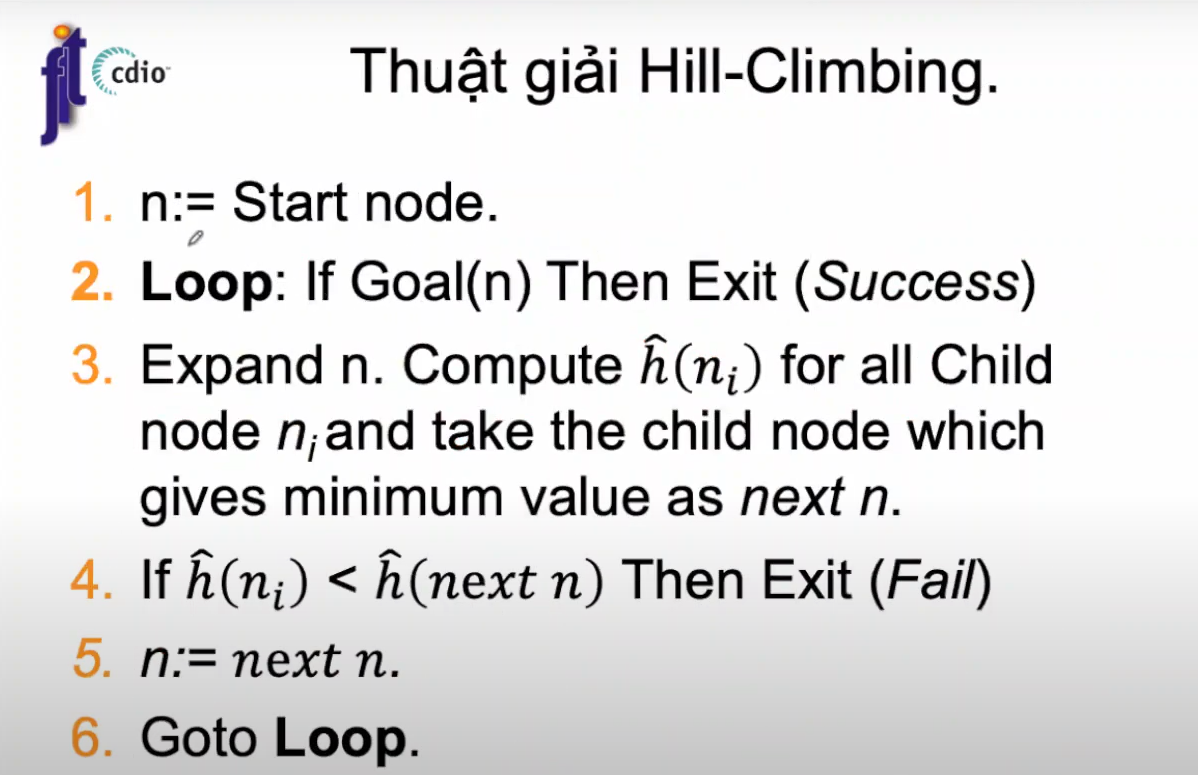 fit
cdio™
Thuật giải Hill-Climbing.
1. n:= Start node.
2. Loop: If Goal(n) Then Exit (Success)
3. Expand n. Compute ĥ(nᵢ) for all Child
node nᵢ and take the child node which
gives minimum value as next n.
4. If ĥ(nᵢ) < ĥ(next n) Then Exit (Fail)
5. n:= next n.
6. Goto Loop.